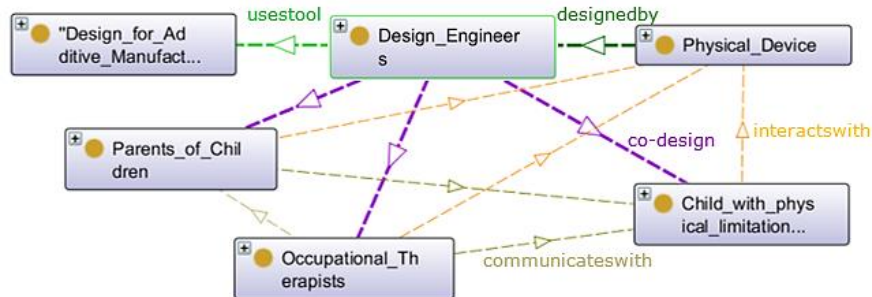 usestool
designedby
"Design_for_Ad
ditive_Manufact...
Design_Engineer
s
Physical_Device
co-design
interactswith
Parents_of_Chil
dren
Child_with_phys
ical_limitation...
Occupational_Th
erapists
communicateswith